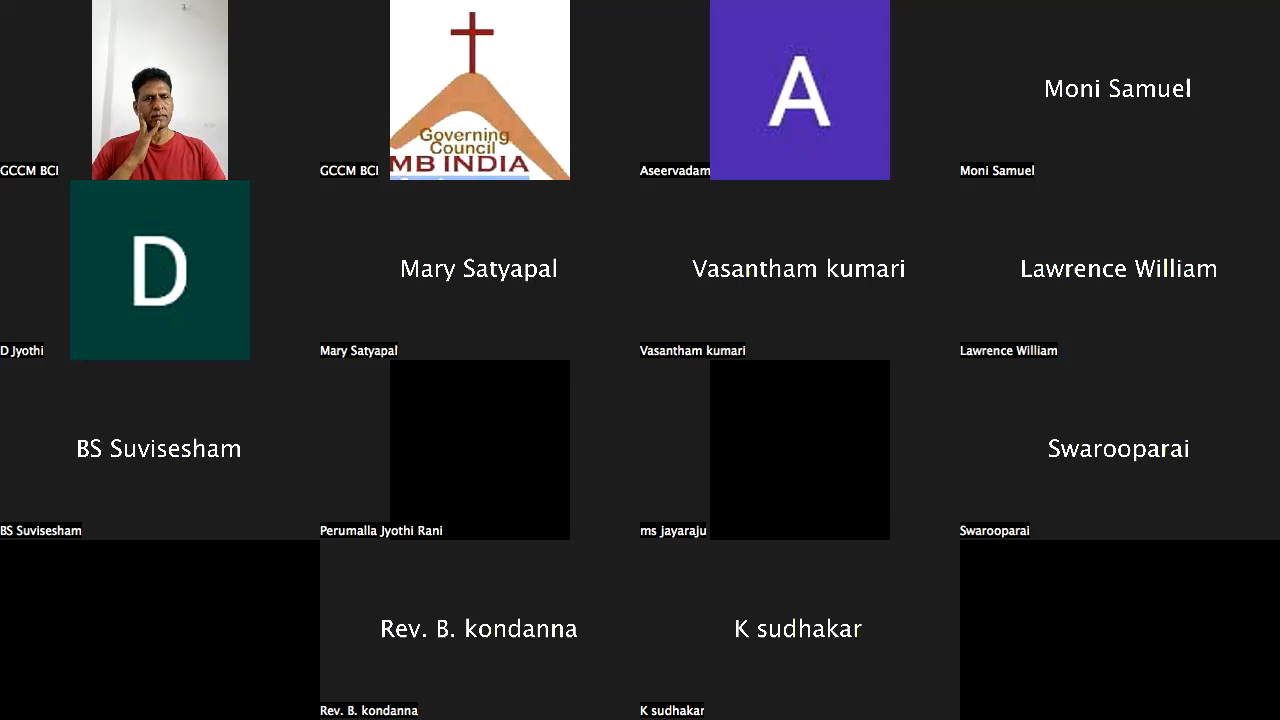 GCCM BCI
Governing
Council
MB INDIA
GCCM BCI
A
Aseervadam
Moni Samuel
Moni Samuel
D
D Jyothi
Mary Satyapal
Mary Satyapal
Vasantham kumari
Vasantham kumari
Lawrence William
Lawrence William
BS Suvisesham
BS Suvisesham
Perumalla Jyothi Rani
ms jayaraju
Swarooparai
Swarooparai
Rev. B. kondanna
Rev. B. kondanna
K sudhakar
K sudhakar